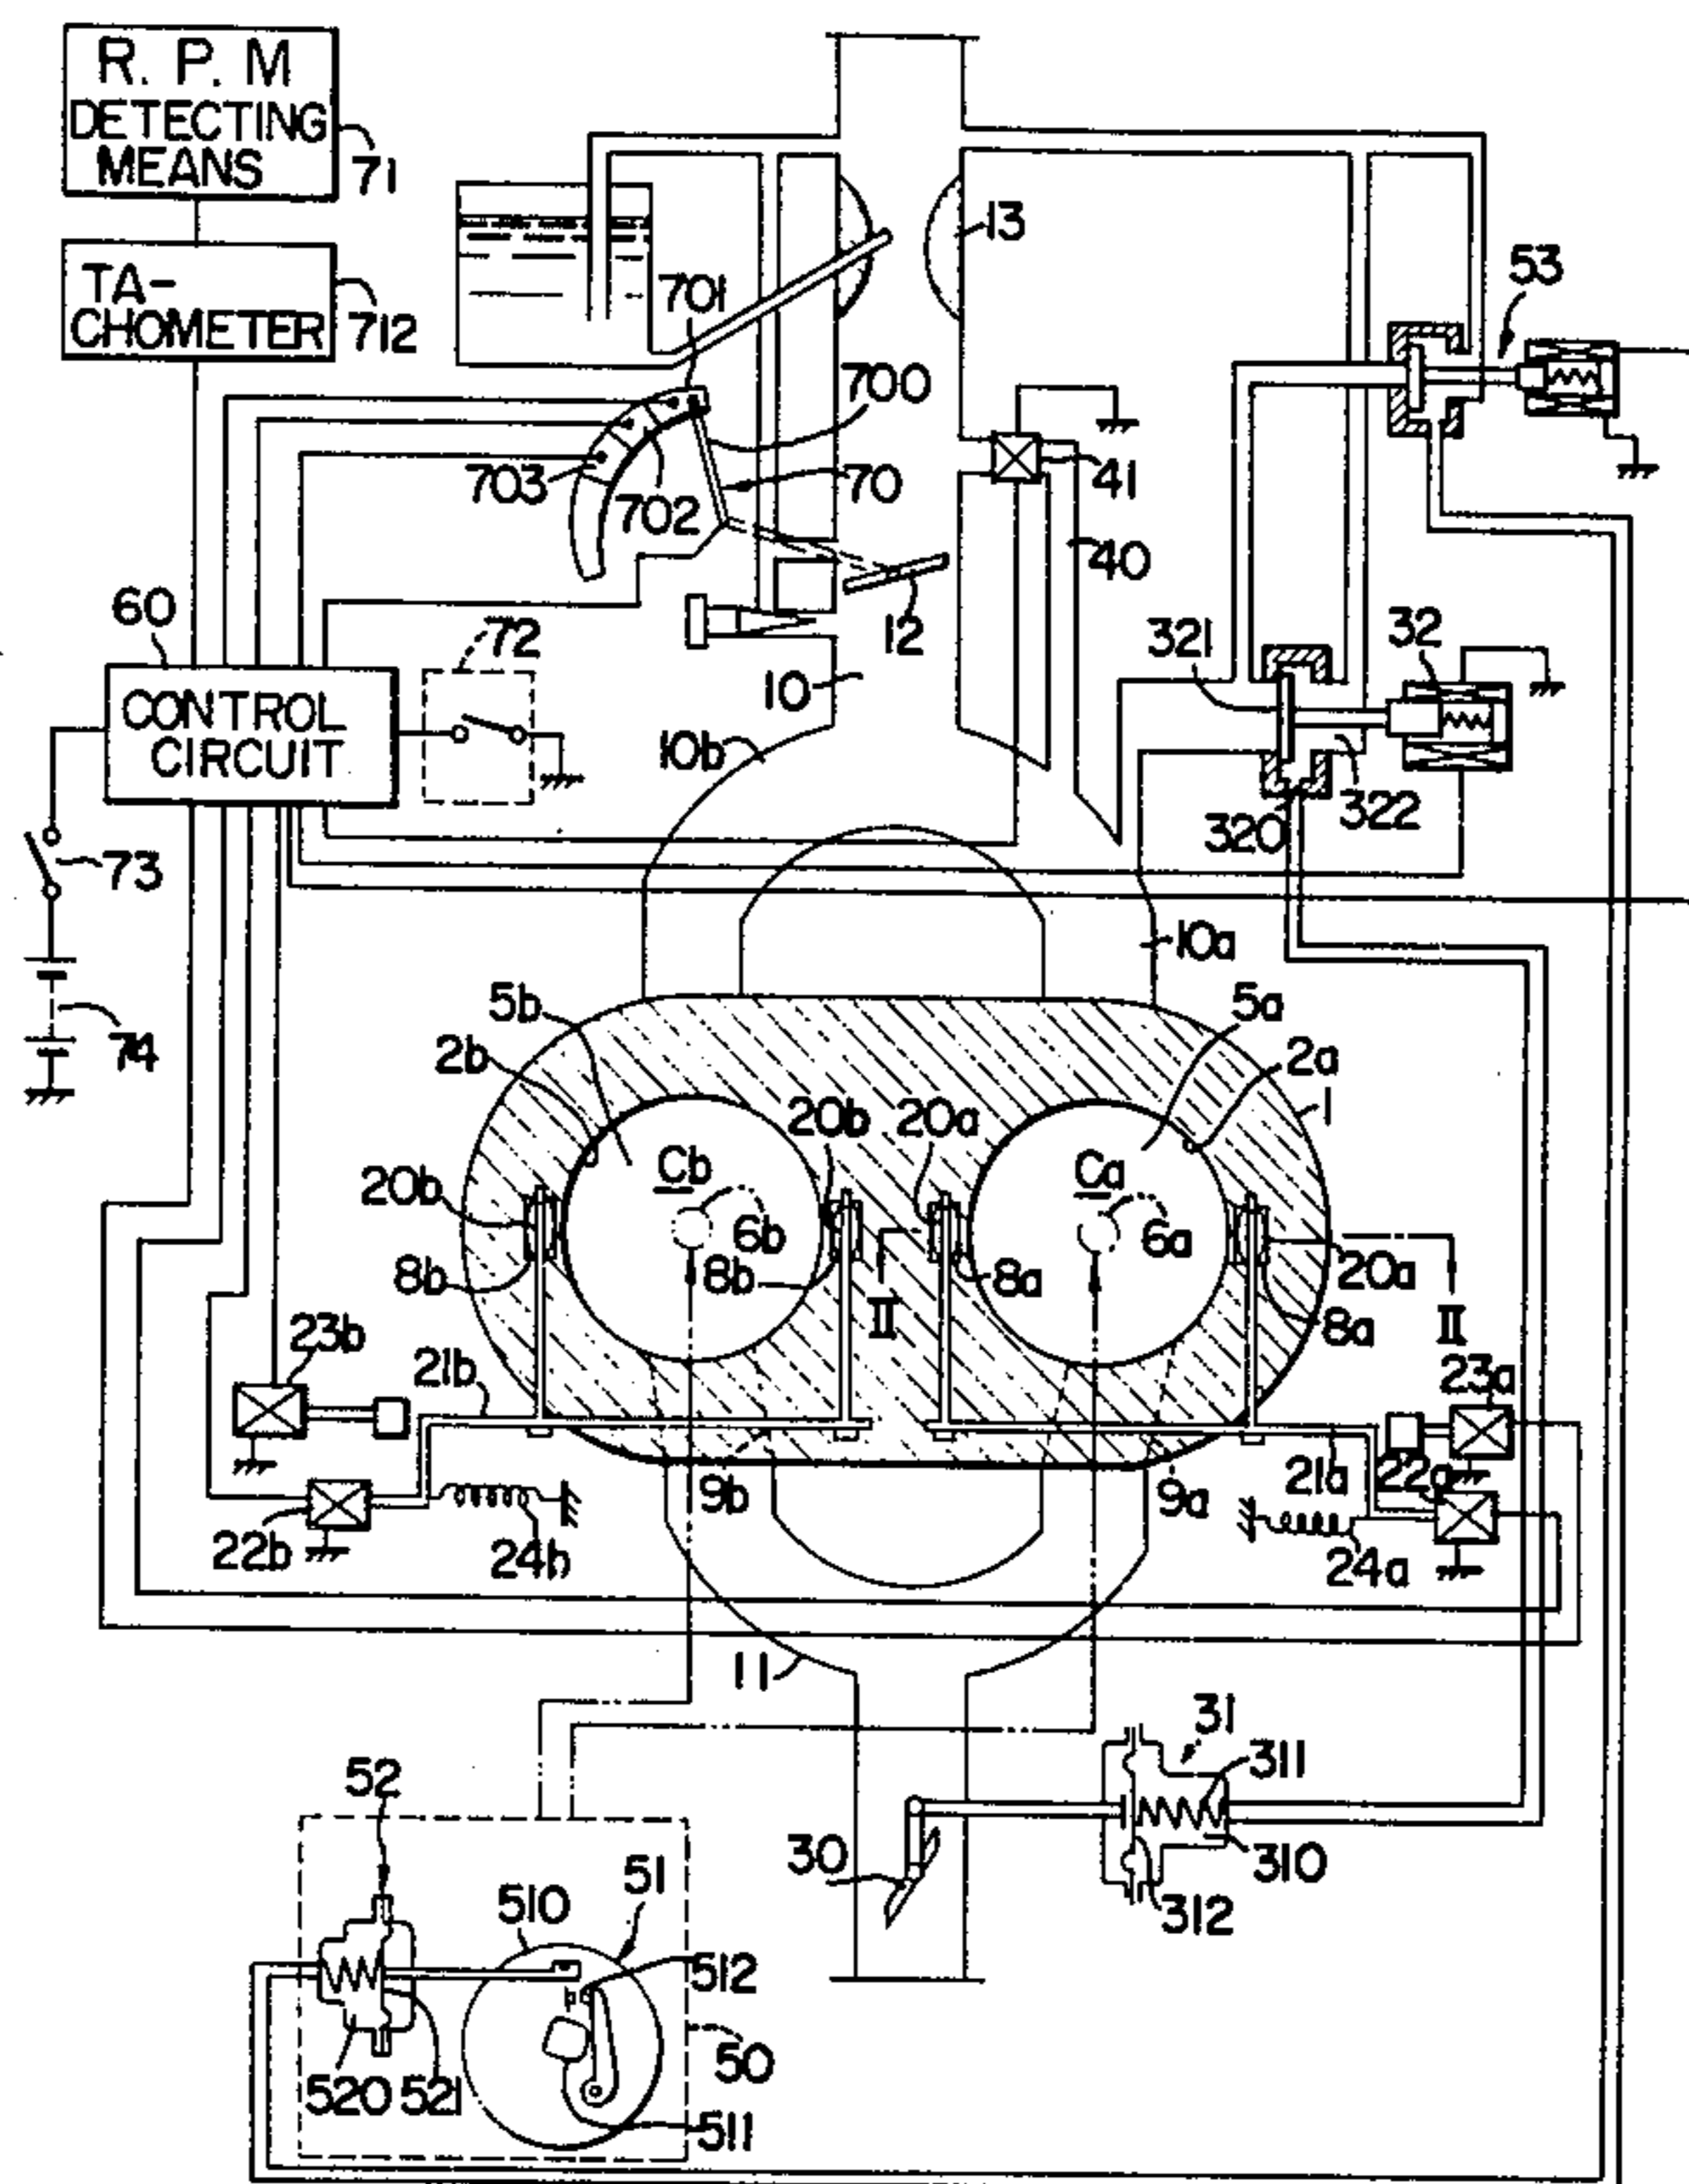 R. P. M
DETECTING
MEANS
71
TA-
CHOMETER
712
13
53
701
700
703
702
70
41
40
60
72
12
321
32
10
CONTROL
CIRCUIT
10b
320
322
73
10a
74
5b
5a
2b
2a
20b
20a
1
Cb
Ca
20b
6b
6a
20a
8b
8b
8a
8a
II
II
23b
21b
23a
21a
22a
9b
9a
22b
24b
24a
11
31
311
52
30
310
312
51
510
512
50
520
521
511